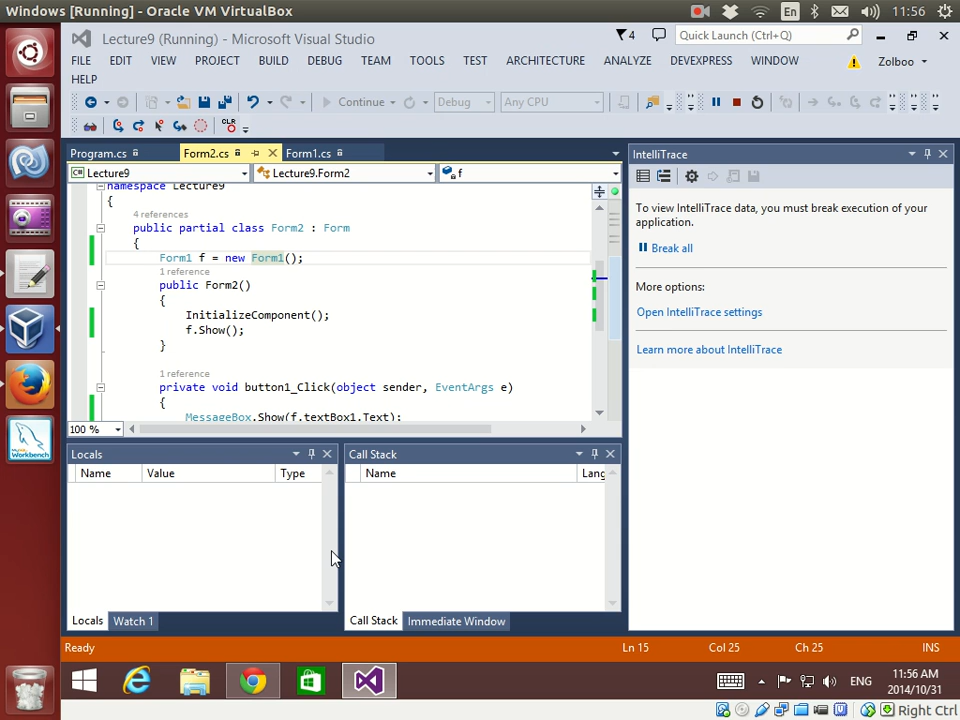 Windows [Running] - Oracle VM VirtualBox
En
11:56
Lecture9 (Running) - Microsoft Visual Studio
4
Quick Launch (Ctrl+Q)
FILE EDIT VIEW PROJECT BUILD DEBUG TEAM TOOLS TEST ARCHITECTURE ANALYZE DEVEXPRESS WINDOW
Zolboo
HELP
Continue
Debug
Any CPU
CLR
Program.cs
Form2.cs
Form1.cs
Lecture9
Lecture9.Form2
f
namespace Lecture9
{
4 references
public partial class Form2 : Form
{
Form1 f = new Form1();
1 reference
public Form2()
{
InitializeComponent();
f.Show();
}
1 reference
private void button1_Click(object sender, EventArgs e)
{
MessageBox.Show(f.textBox1.Text);
100 %
IntelliTrace
To view IntelliTrace data, you must break execution of your
application.
Break all
More options:
Open IntelliTrace settings
Learn more about IntelliTrace
Locals
Name Value Type
Locals Watch 1
Call Stack
Name Lang
Call Stack Immediate Window
Ready
Ln 15
Col 25
Ch 25
INS
MySQL
Workbench
ENG
11:56 AM
2014/10/31
Right Ctrl